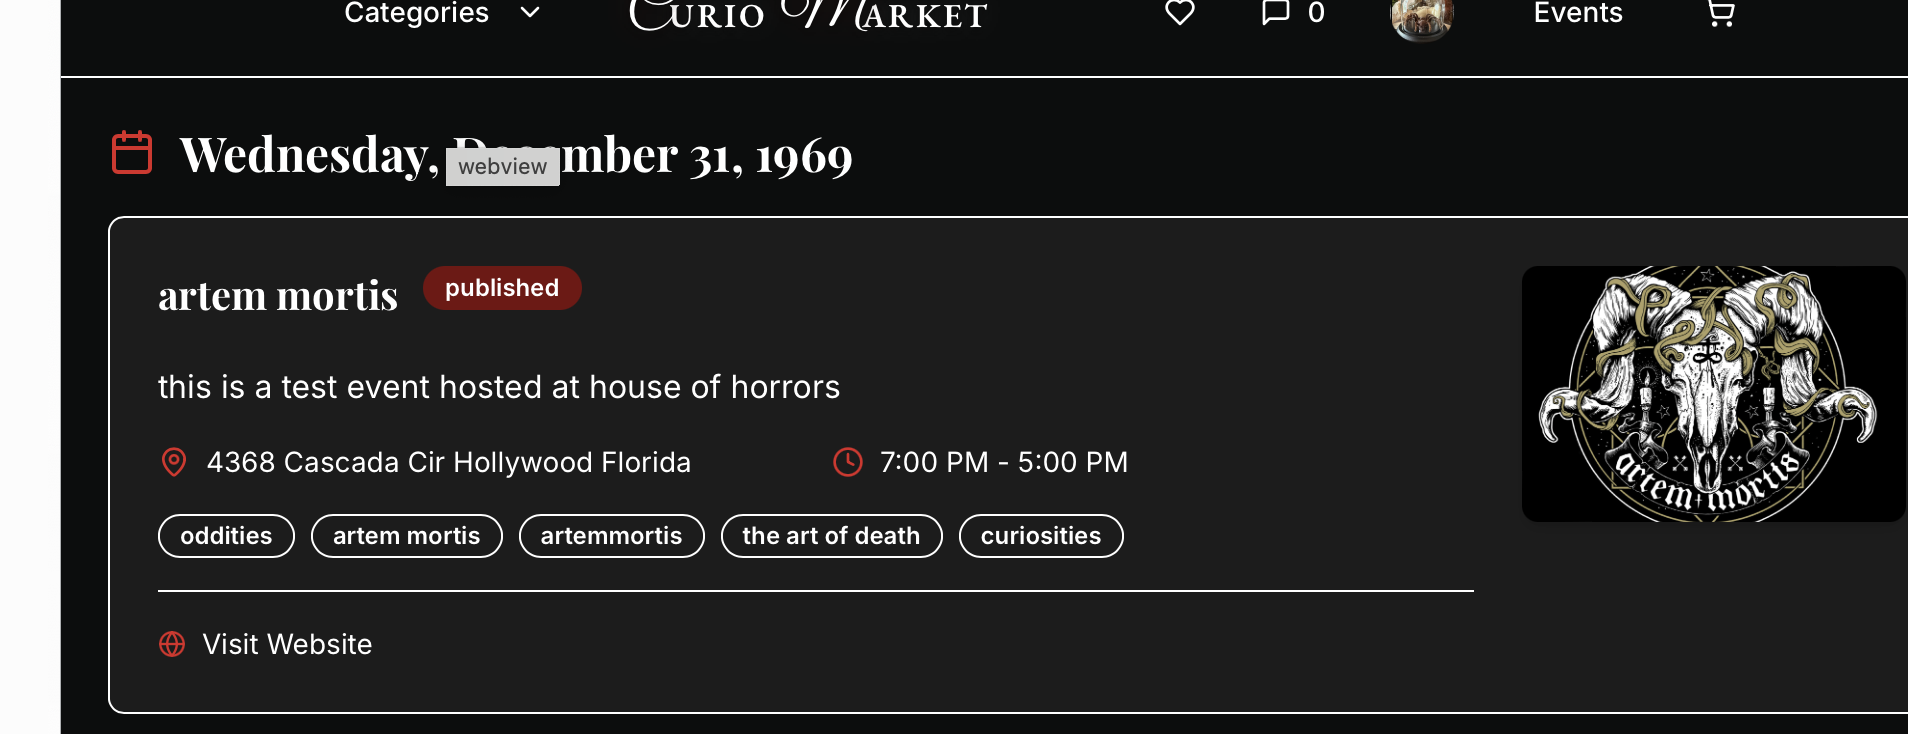 Categories
Curio Market
0
Events
Wednesday, December 31, 1969
webview
artem mortis
published
this is a test event hosted at house of horrors
4368 Cascada Cir Hollywood Florida
7:00 PM - 5:00 PM
oddities
artem mortis
artemmortis
the art of death
curiosities
artem mortis
Visit Website